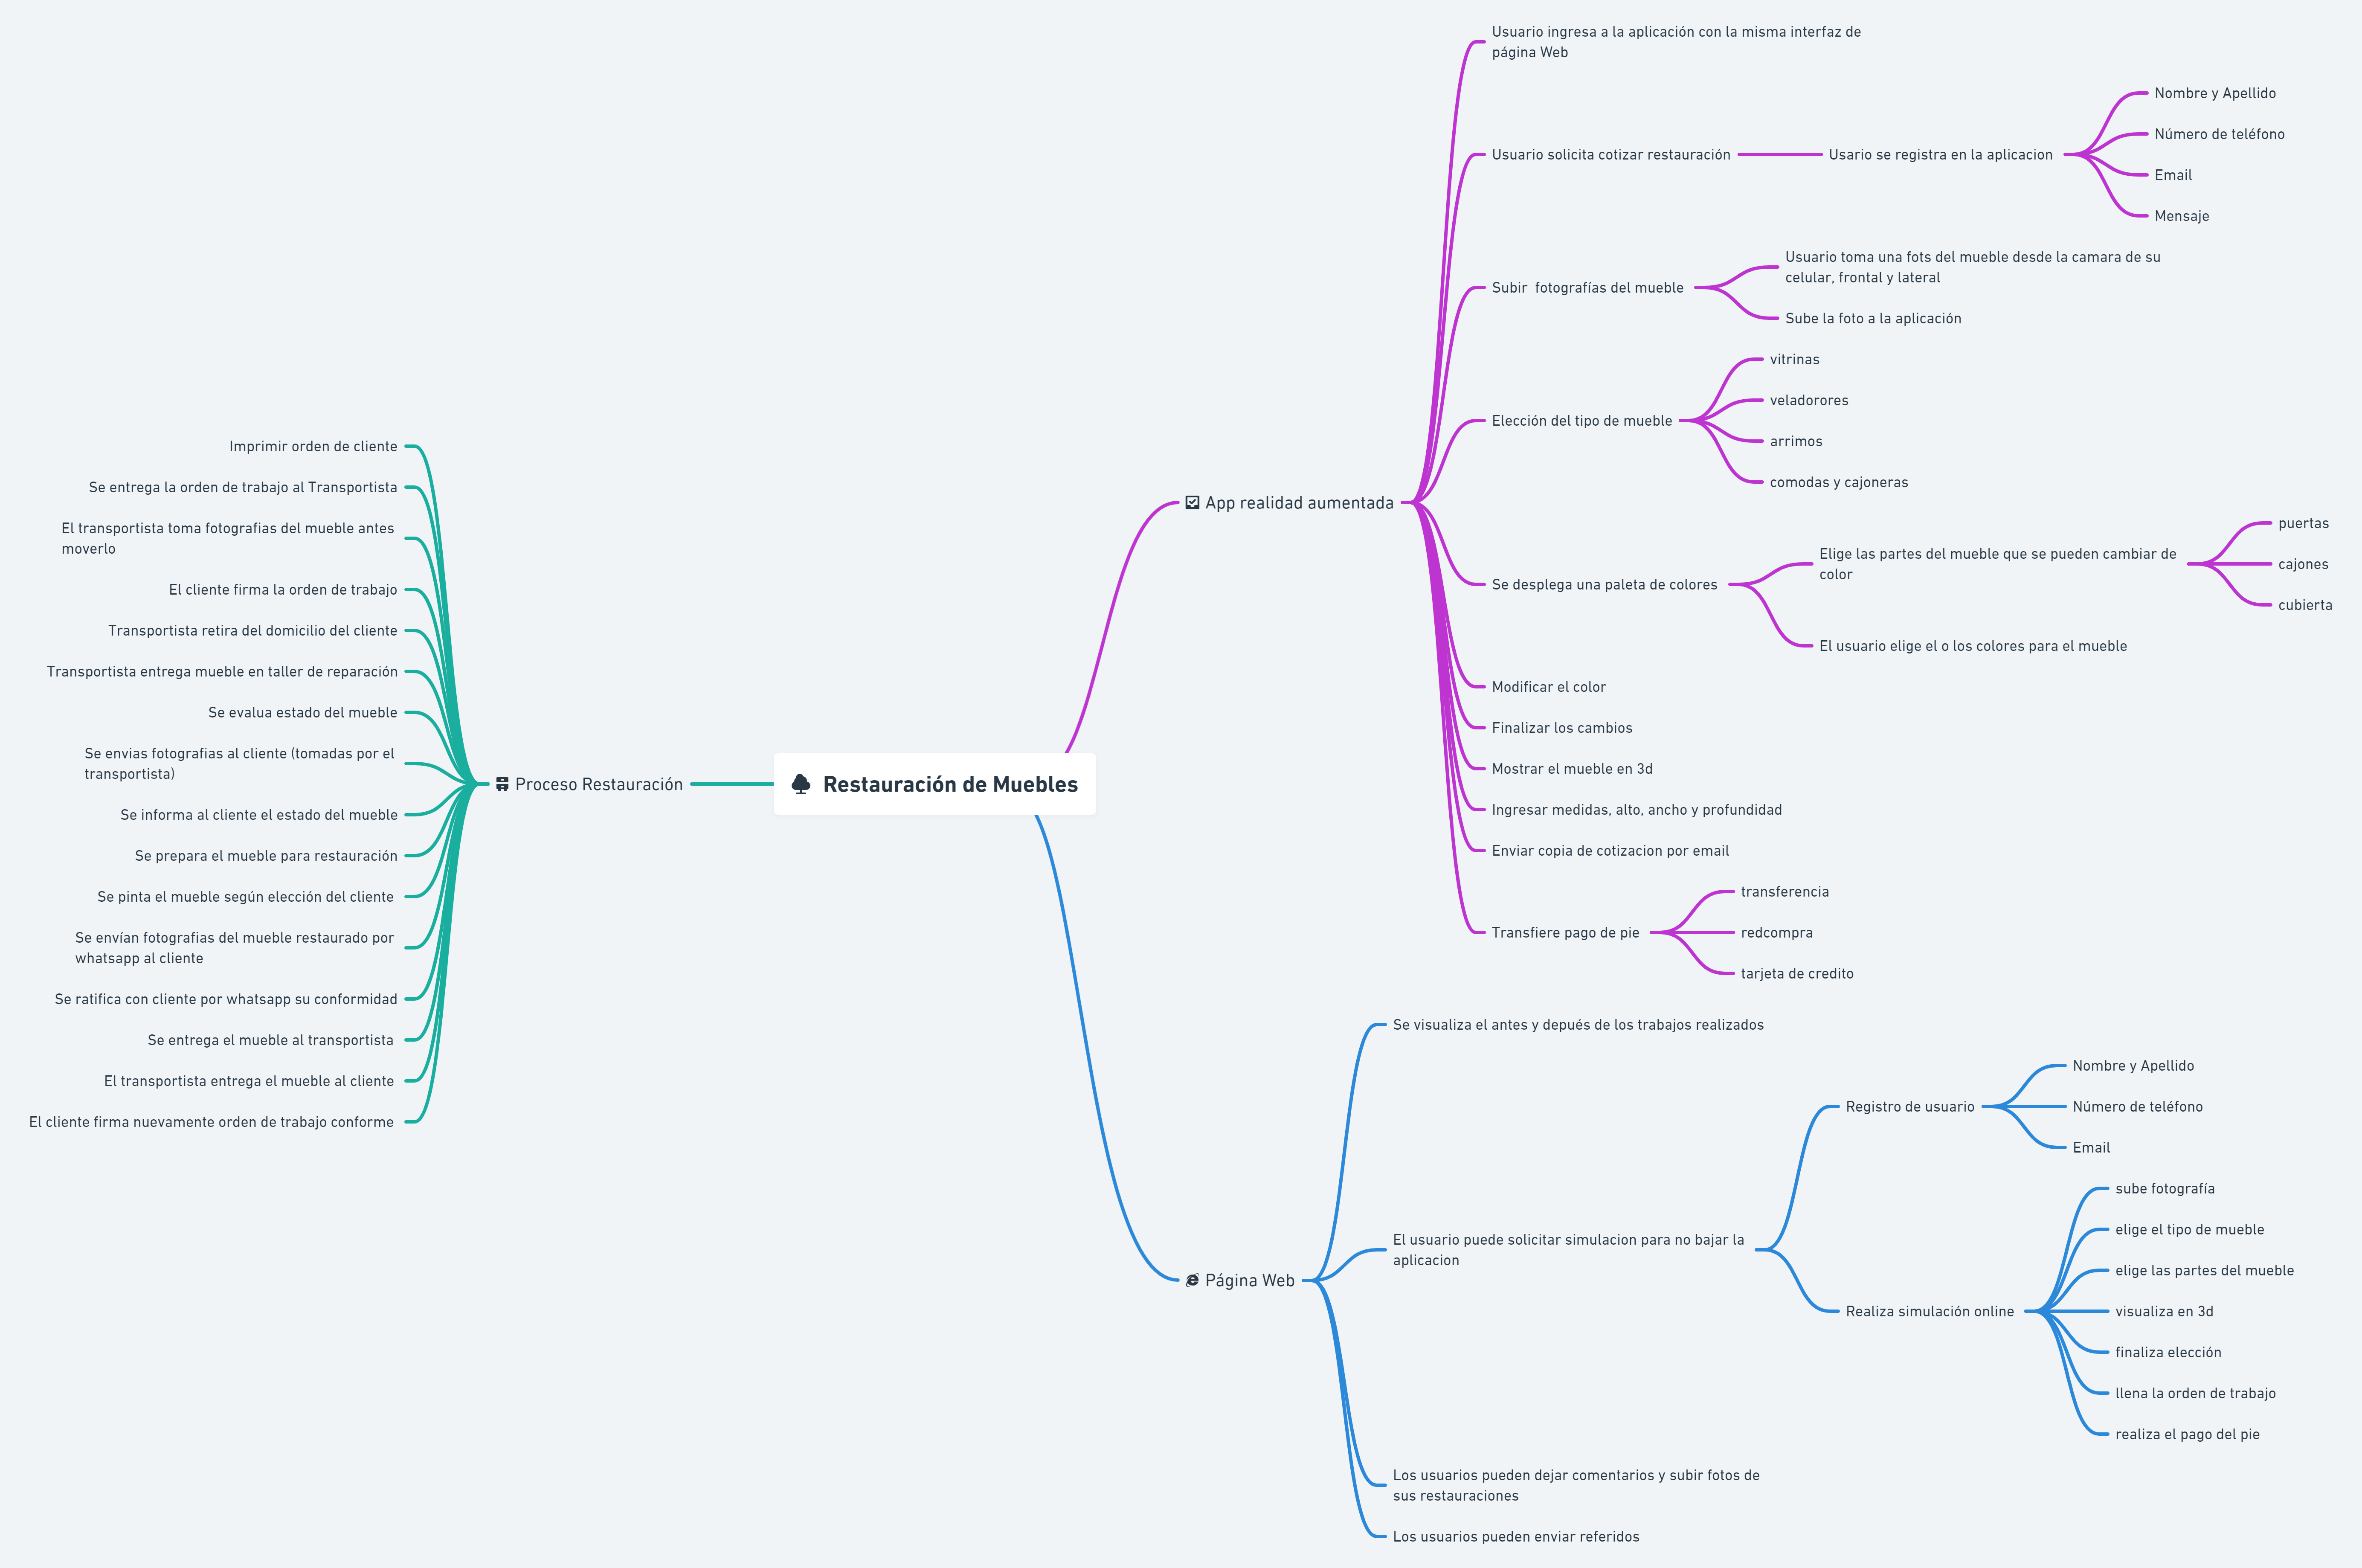 Restauración de Muebles
App realidad aumentada
Usuario ingresa a la aplicación con la misma interfaz de
página Web
Usuario solicita cotizar restauración
Usario se registra en la aplicacion
Nombre y Apellido
Número de teléfono
Email
Mensaje
Subir  fotografías del mueble
Usuario toma una fots del mueble desde la camara de su
celular, frontal y lateral
Sube la foto a la aplicación
Elección del tipo de mueble
vitrinas
veladorores
arrimos
comodas y cajoneras
Se desplega una paleta de colores
Elige las partes del mueble que se pueden cambiar de
color
puertas
cajones
cubierta
El usuario elige el o los colores para el mueble
Modificar el color
Finalizar los cambios
Mostrar el mueble en 3d
Ingresar medidas, alto, ancho y profundidad
Enviar copia de cotizacion por email
Transfiere pago de pie
transferencia
redcompra
tarjeta de credito
Página Web
Se visualiza el antes y depués de los trabajos realizados
El usuario puede solicitar simulacion para no bajar la
aplicacion
Registro de usuario
Nombre y Apellido
Número de teléfono
Email
Realiza simulación online
sube fotografía
elige el tipo de mueble
elige las partes del mueble
visualiza en 3d
finaliza elección
llena la orden de trabajo
realiza el pago del pie
Los usuarios pueden dejar comentarios y subir fotos de
sus restauraciones
Los usuarios pueden enviar referidos
Proceso Restauración
Imprimir orden de cliente
Se entrega la orden de trabajo al Transportista
El transportista toma fotografias del mueble antes
moverlo
El cliente firma la orden de trabajo
Transportista retira del domicilio del cliente
Transportista entrega mueble en taller de reparación
Se evalua estado del mueble
Se envias fotografias al cliente (tomadas por el
transportista)
Se informa al cliente el estado del mueble
Se prepara el mueble para restauración
Se pinta el mueble según elección del cliente
Se envían fotografias del mueble restaurado por
whatsapp al cliente
Se ratifica con cliente por whatsapp su conformidad
Se entrega el mueble al transportista
El transportista entrega el mueble al cliente
El cliente firma nuevamente orden de trabajo conforme